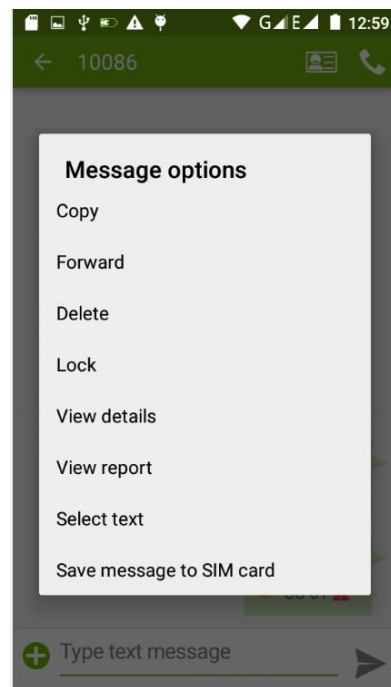 G E 12:59
10086
Message options
Copy
Forward
Delete
Lock
View details
View report
Select text
Save message to SIM card
Type text message